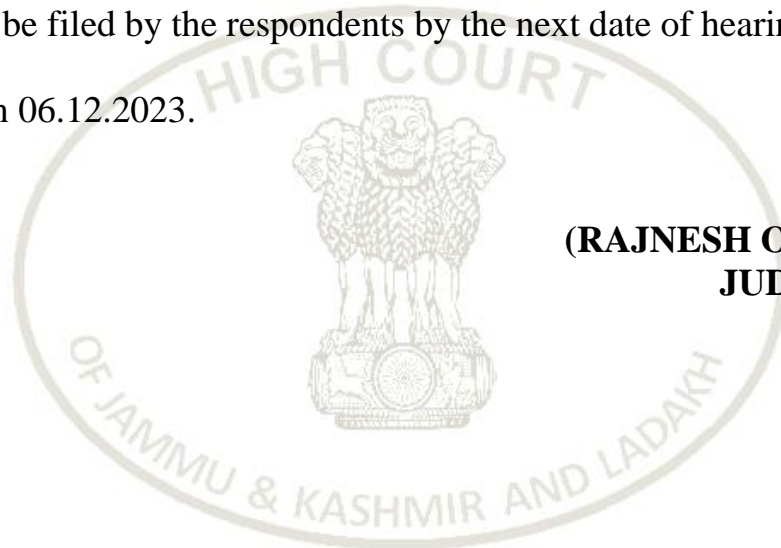 be filed by the respondents by the next date of hearin
n 06.12.2023.
HIGH COURT
(RAJNESH O
JUD
OF JAMMU & KASHMIR AND LADAKH